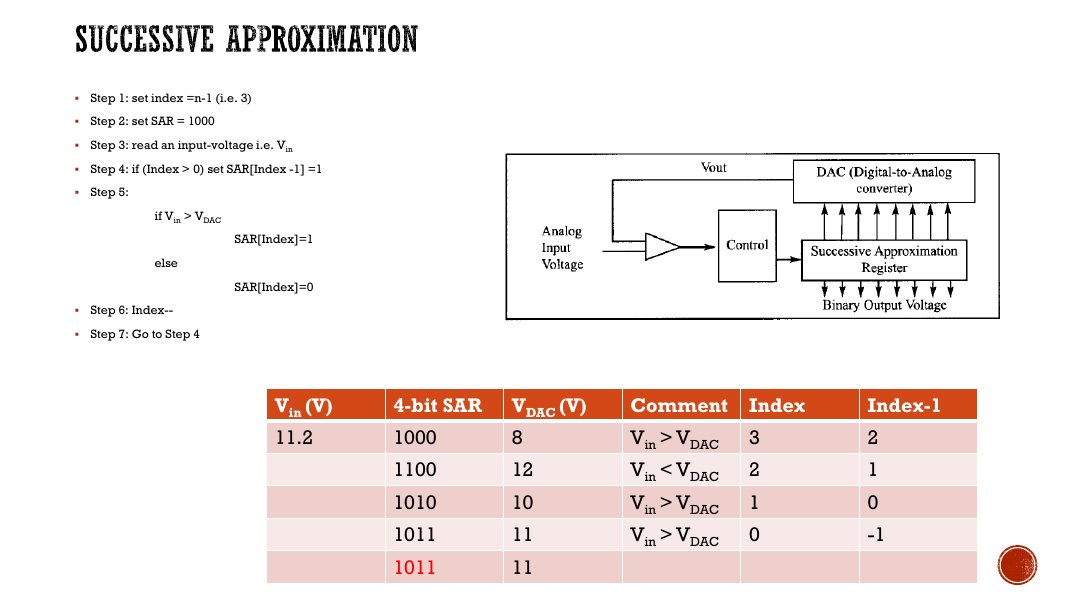 SUCCESSIVE APPROXIMATION
▪ Step 1: set index =n-1 (i.e. 3)
▪ Step 2: set SAR = 1000
▪ Step 3: read an input-voltage i.e. Vin
▪ Step 4: if (Index > 0) set SAR[Index -1] =1
▪ Step 5:
if Vin > VDAC
SAR[Index]=1
else
SAR[Index]=0
▪ Step 6: Index--
▪ Step 7: Go to Step 4
Vout
DAC (Digital-to-Analog
converter)
Analog
Input
Voltage
Control
Successive Approximation
Register
Binary Output Voltage
Vin (V) 4-bit SAR VDAC (V) Comment Index Index-1
11.2 1000 8 Vin > VDAC 3 2
1100 12 Vin < VDAC 2 1
1010 10 Vin > VDAC 1 0
1011 11 Vin > VDAC 0 -1
1011 11